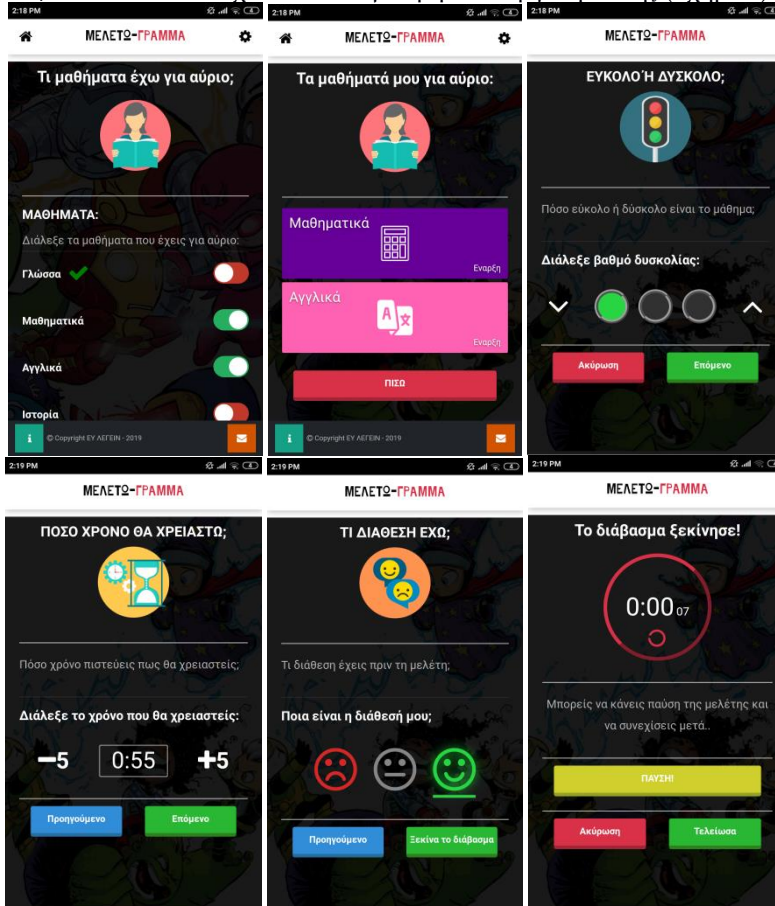 2:18 PM
ΜΕΛΕΤΩ-ΓΡΑΜΜΑ
Τι μαθήματα έχω για αύριο;
ΜΑΘΗΜΑΤΑ:
Διάλεξε τα μαθήματα που έχεις για αύριο:
Γλώσσα
Μαθηματικά
Αγγλικά
Ιστορία
© Copyright ΕΥ ΛΕΓΕΙΝ - 2019
2:18 PM
ΜΕΛΕΤΩ-ΓΡΑΜΜΑ
Τα μαθήματά μου για αύριο:
Μαθηματικά
Εναρξη
Αγγλικά
A
Εναρξη
ΠΙΣΩ
© Copyright ΕΥ ΛΕΓΕΙΝ - 2019
2:18 PM
ΜΕΛΕΤΩ-ΓΡΑΜΜΑ
ΕΥΚΟΛΟ Ή ΔΥΣΚΟΛΟ;
Πόσο εύκολο ή δύσκολο είναι το μάθημα;
Διάλεξε βαθμό δυσκολίας:
Ακύρωση
Επόμενο
2:19 PM
ΜΕΛΕΤΩ-ΓΡΑΜΜΑ
ΠΟΣΟ ΧΡΟΝΟ ΘΑ ΧΡΕΙΑΣΤΩ;
Πόσο χρόνο πιστεύεις πως θα χρειαστείς;
Διάλεξε το χρόνο που θα χρειαστείς:
-5 0:55 +5
Προηγούμενο
Επόμενο
2:19 PM
ΜΕΛΕΤΩ-ΓΡΑΜΜΑ
ΤΙ ΔΙΑΘΕΣΗ ΕΧΩ;
Τι διάθεση έχεις πριν τη μελέτη;
Ποια είναι η διάθεσή μου;
Προηγούμενο
Ξεκίνα το διάβασμα
2:19 PM
ΜΕΛΕΤΩ-ΓΡΑΜΜΑ
Το διάβασμα ξεκίνησε!
0:00 07
Μπορείς να κάνεις παύση της μελέτης και
να συνεχίσεις μετά..
ΠΑΥΣΗ!
Ακύρωση
Τελείωσα